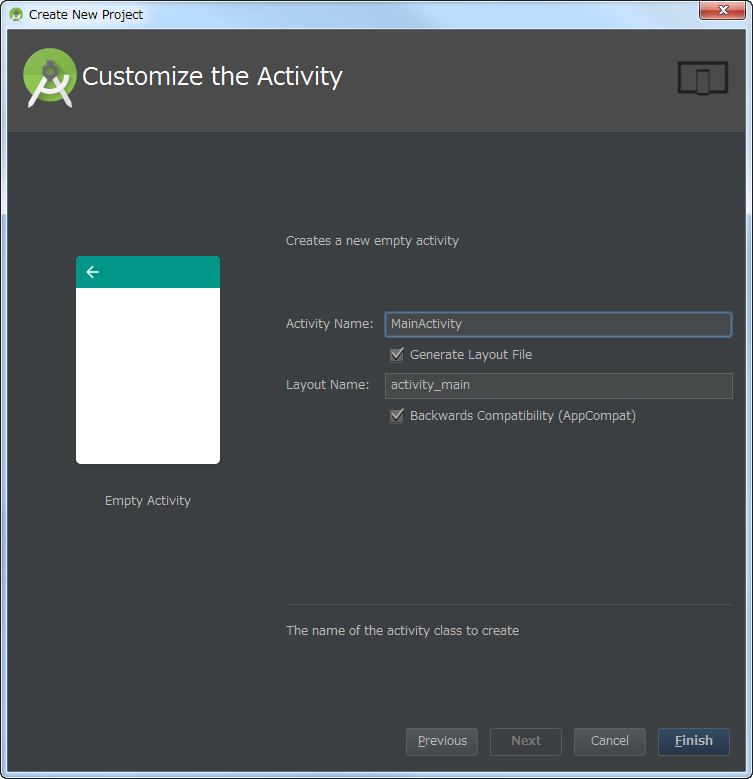 Create New Project
Customize the Activity
Creates a new empty activity
Activity Name: MainActivity
Generate Layout File
Layout Name: activity_main
Backwards Compatibility (AppCompat)
Empty Activity
The name of the activity class to create
Previous Next Cancel Finish